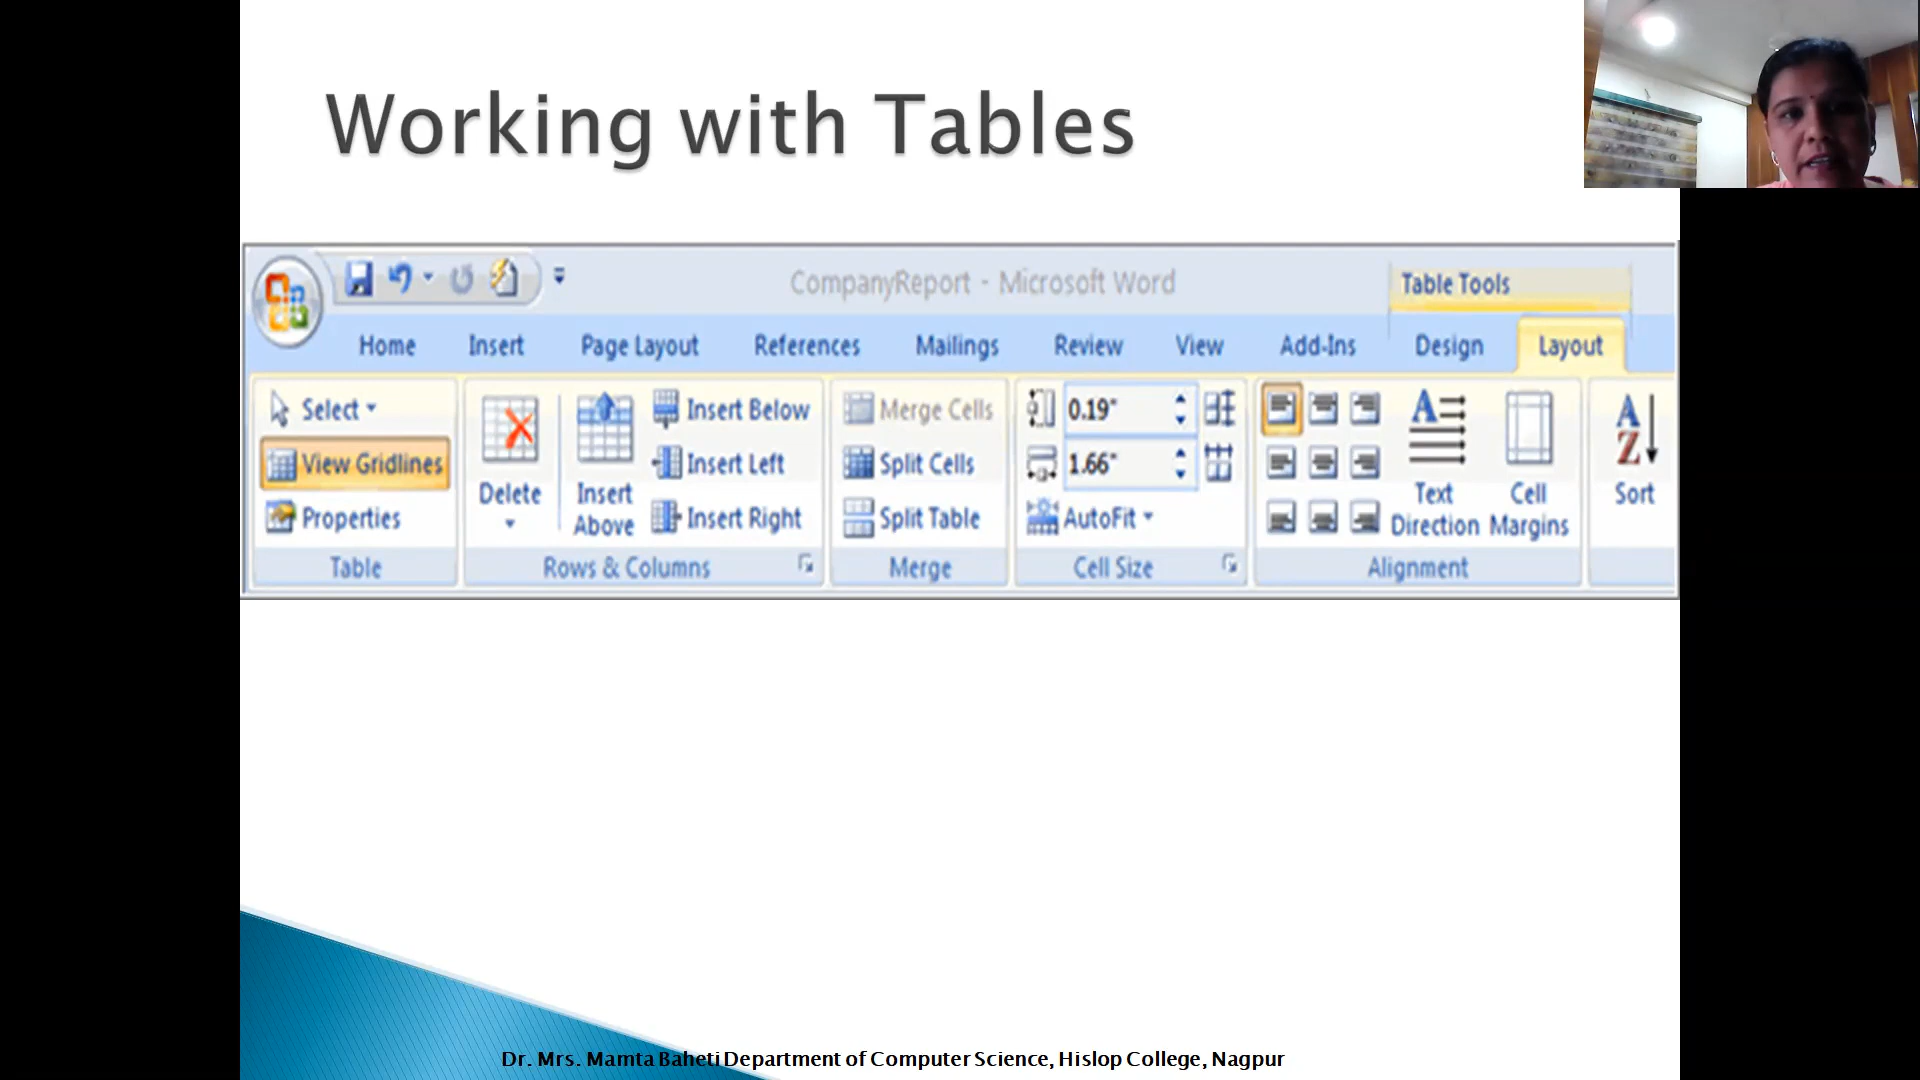 Working with Tables
CompanyReport - Microsoft Word
Table Tools
Home Insert Page Layout References Mailings Review View Add-Ins Design Layout
Select
View Gridlines
Properties
Table
Delete
Insert Above
Insert Below
Insert Left
Insert Right
Rows & Columns
Merge Cells
Split Cells
Split Table
Merge
0.19"
1.66"
AutoFit
Cell Size
Text Direction
Cell Margins
Alignment
A
Z
Sort
Dr. Mrs. Mamta Baheti Department of Computer Science, Hislop College, Nagpur